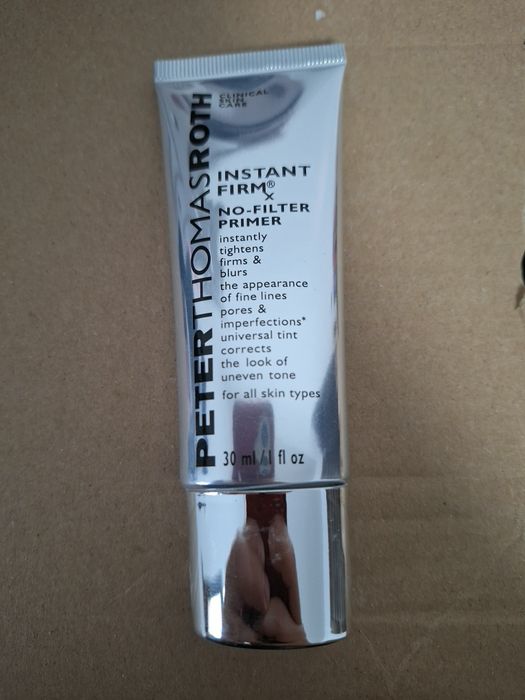 PETERTHOMASROTH
CLINICAL
SKIN
CARE
INSTANT
FIRM®
x
NO-FILTER
PRIMER
instantly
tightens
firms &
blurs
the appearance
of fine lines
pores &
imperfections*
universal tint
corrects
the look of
uneven tone
for all skin types
30 ml/1 fl oz